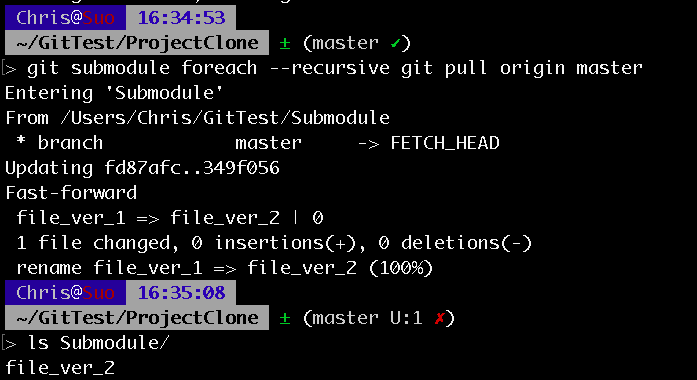 Chris@Suo 16:34:53
~/GitTest/ProjectClone ± (master ✔)
> git submodule foreach --recursive git pull origin master
Entering 'Submodule'
From /Users/Chris/GitTest/Submodule
* branch master -> FETCH_HEAD
Updating fd87afc..349f056
Fast-forward
file_ver_1 => file_ver_2 | 0
1 file changed, 0 insertions(+), 0 deletions(-)
rename file_ver_1 => file_ver_2 (100%)
Chris@Suo 16:35:08
~/GitTest/ProjectClone ± (master U:1 ✗)
> ls Submodule/
file_ver_2